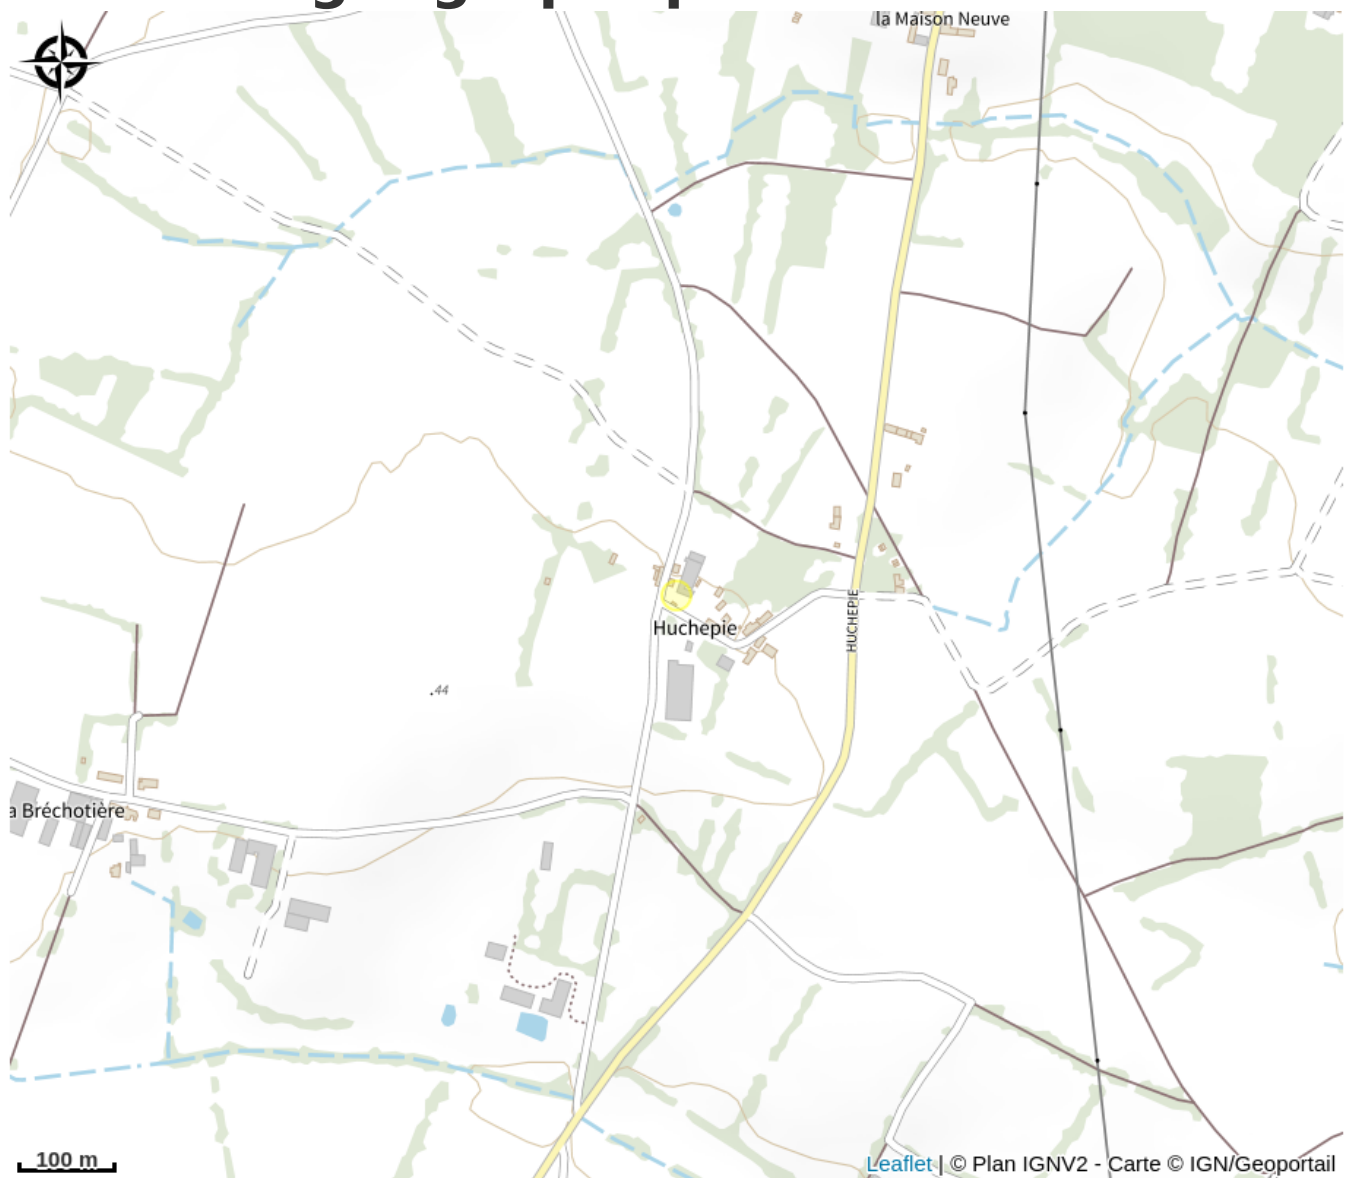 la Maison Neuve
HUCHEPIE
Huchepie
.44
a Bréchotière
100 m
Leaflet | © Plan IGNV2 - Carte © IGN/Geoportail